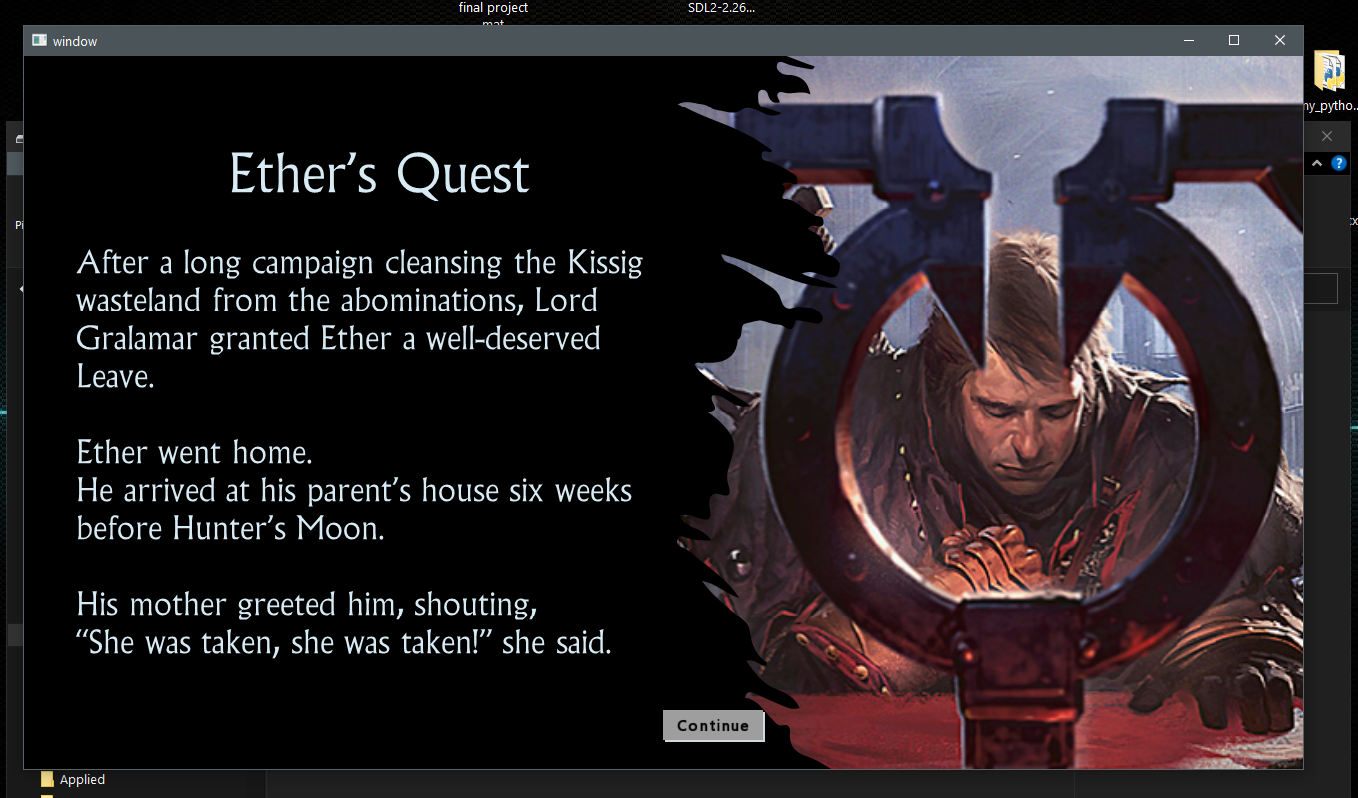 final project
SDL2-2.26...
window
Ether’s Quest
After a long campaign cleansing the Kissig
wasteland from the abominations, Lord
Gralamar granted Ether a well-deserved
Leave.
Ether went home.
He arrived at his parent’s house six weeks
before Hunter’s Moon.
His mother greeted him, shouting,
“She was taken, she was taken!” she said.
Continue
Applied